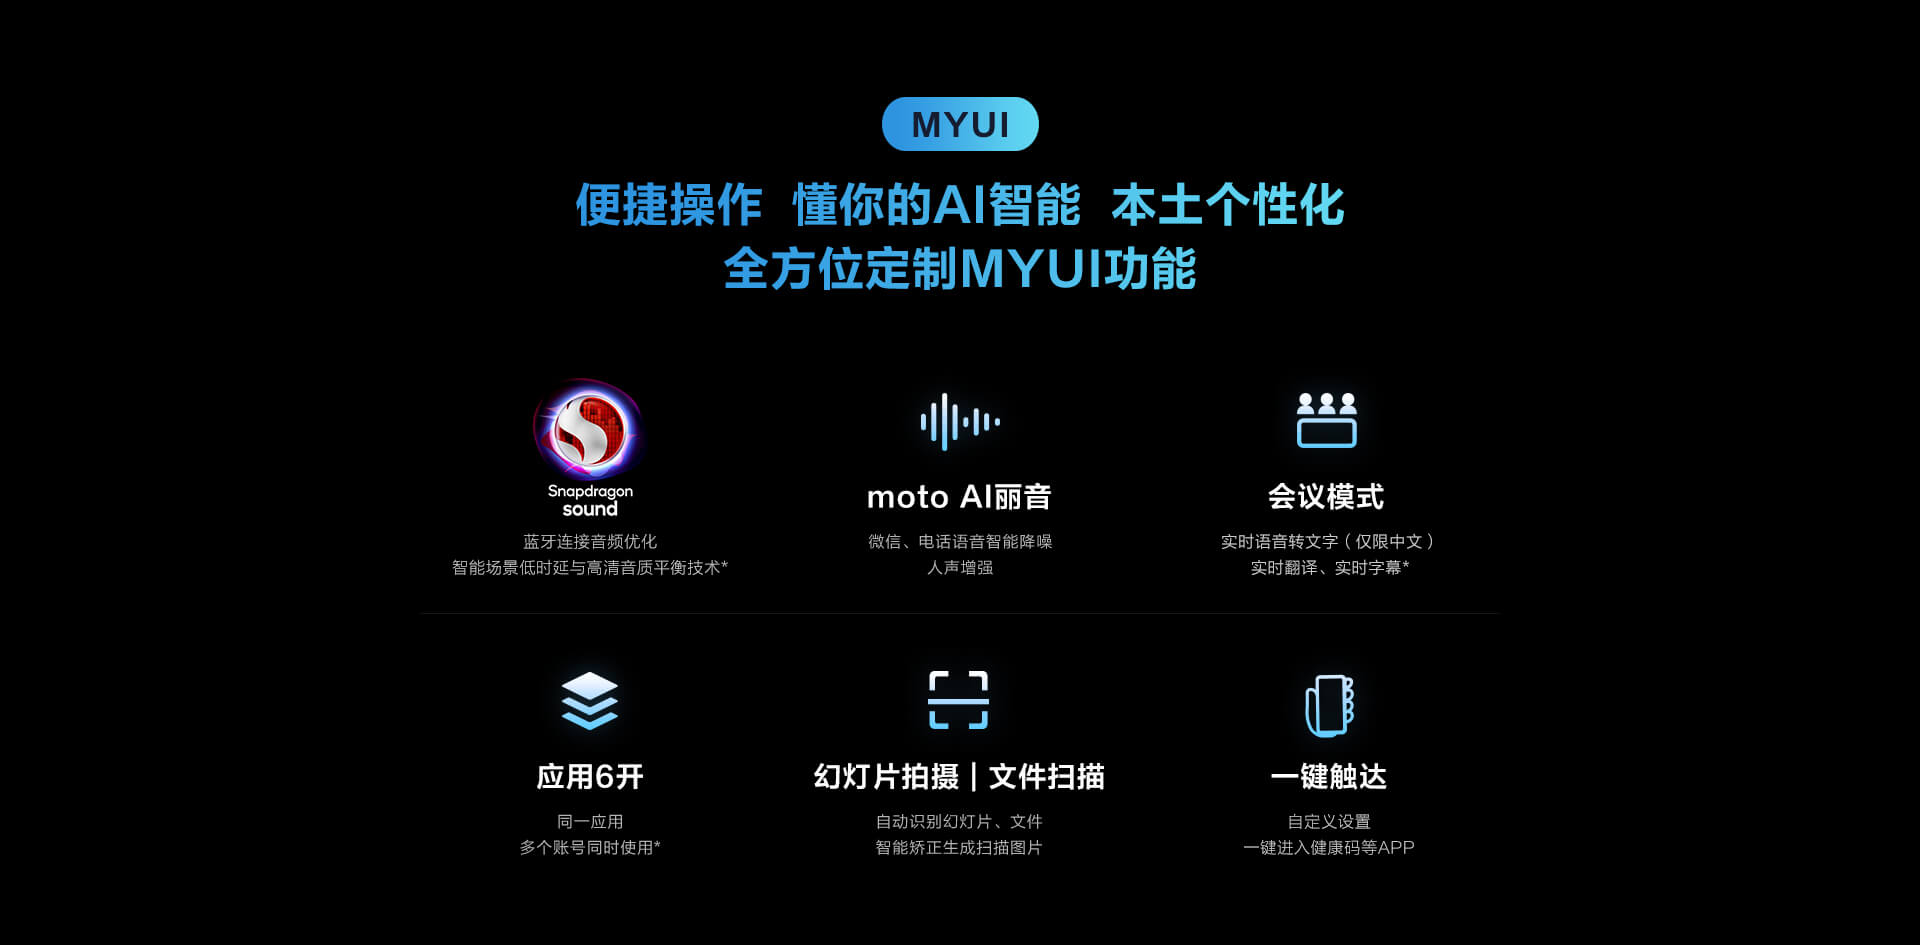 MYUI
便捷操作 懂你的AI智能 本土个性化
全方位定制MYUI功能
Snapdragon
sound
蓝牙连接音频优化
智能场景低时延与高清音质平衡技术*
moto AI丽音
微信、电话语音智能降噪
人声增强
会议模式
实时语音转文字（仅限中文）
实时翻译、实时字幕*
应用6开
同一应用
多个账号同时使用*
幻灯片拍摄｜文件扫描
自动识别幻灯片、文件
智能矫正生成扫描图片
一键触达
自定义设置
一键进入健康码等APP